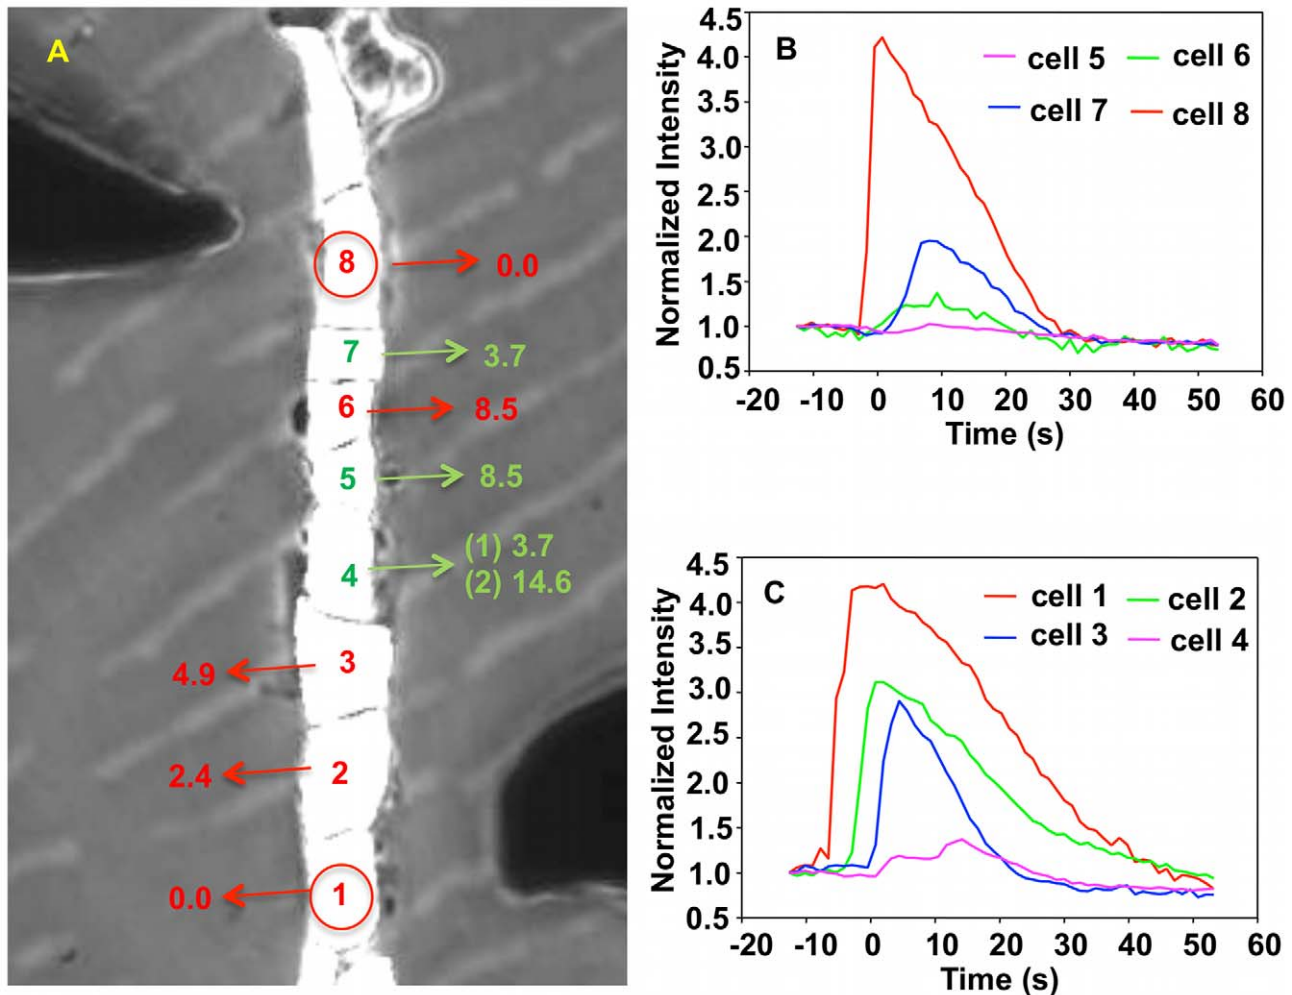 A
8
0.0
7
3.7
6
8.5
5
8.5
4
(1) 3.7
(2) 14.6
3
4.9
2
2.4
1
0.0
B
cell 5
cell 6
cell 7
cell 8
Normalized Intensity
4.5
4.0
3.5
3.0
2.5
2.0
1.5
1.0
0.5
-20 -10 0 10 20 30 40 50 60
Time (s)
C
cell 1
cell 2
cell 3
cell 4
Normalized Intensity
4.5
4.0
3.5
3.0
2.5
2.0
1.5
1.0
0.5
-20 -10 0 10 20 30 40 50 60
Time (s)